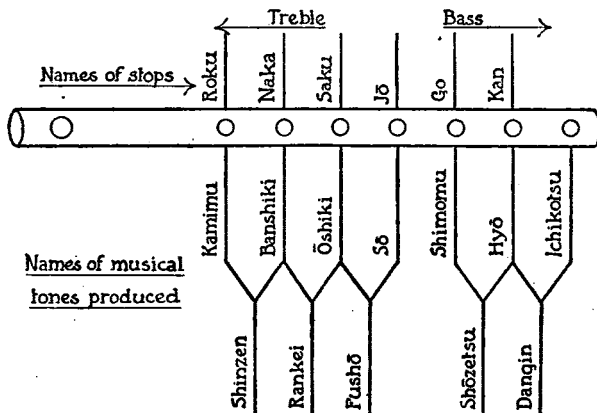 Treble
Bass
Names of stops
Roku
Naka
Saku
Jō
Go
Kan
Kamimu
Banshiki
Ōshiki
Sō
Shimomu
Hyō
Ichikotsu
Names of musical
tones produced
Shinzen
Rankei
Fushō
Shōzetsu
Dangin